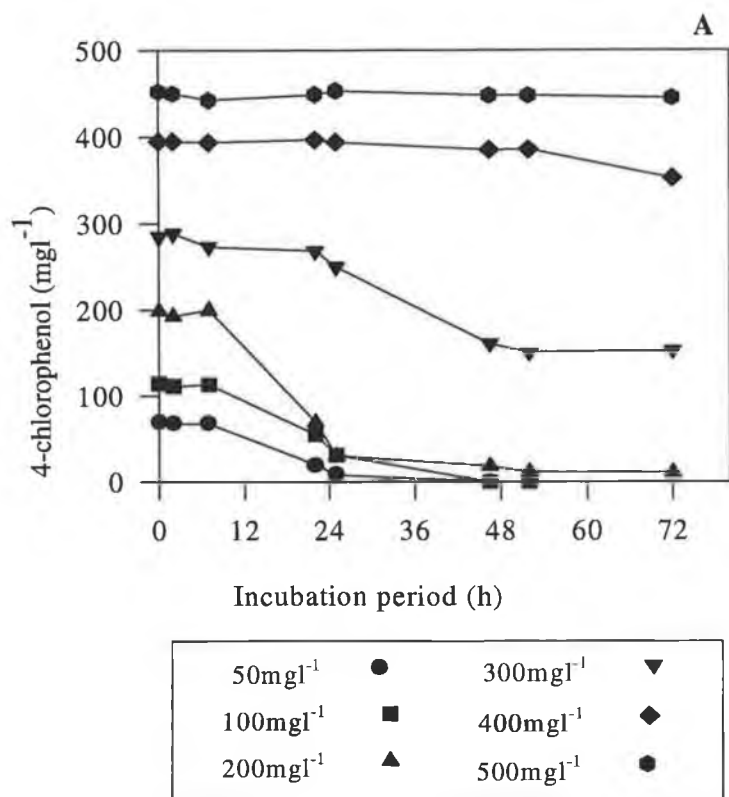 A
500
400
300
200
100
0
4-chlorophenol (mgl⁻¹)
0 12 24 36 48 60 72
Incubation period (h)
50mgl⁻¹ 300mgl⁻¹
100mgl⁻¹ 400mgl⁻¹
200mgl⁻¹ 500mgl⁻¹